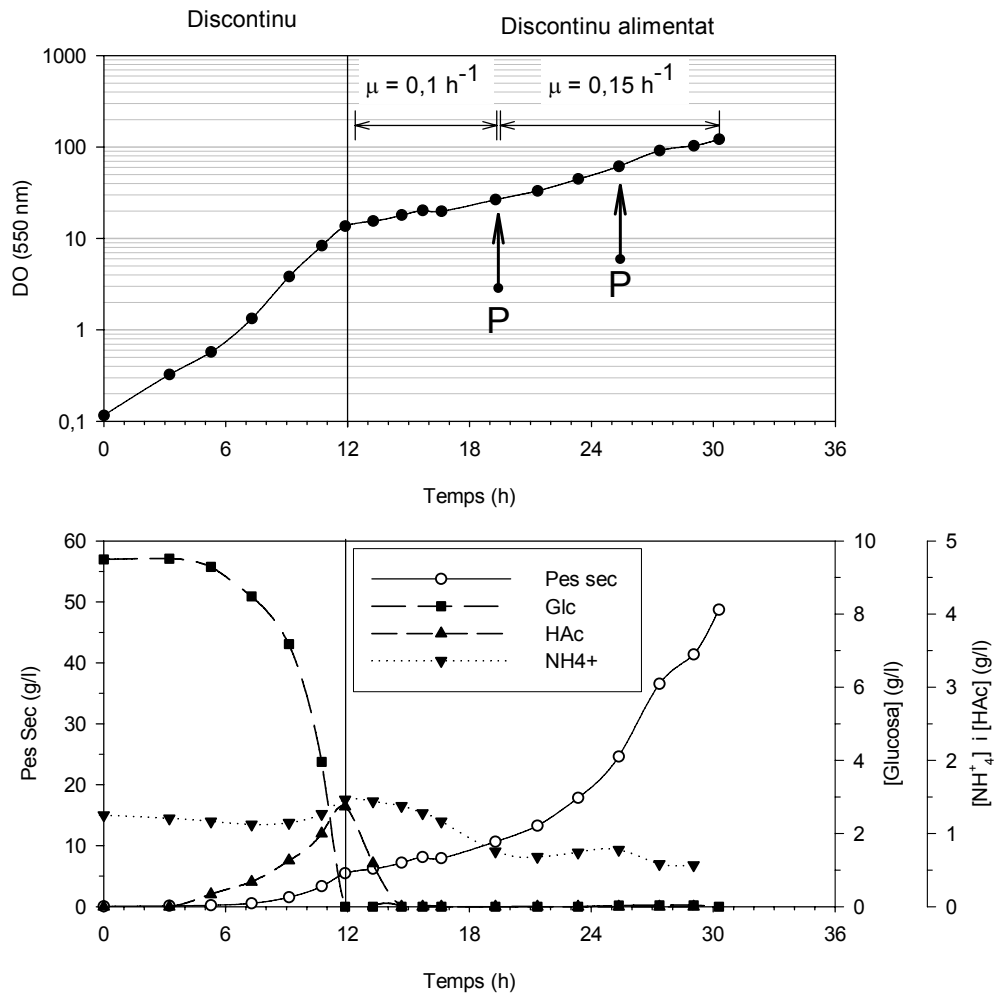 Discontinu
Discontinu alimentat
1000
100
10
1
0,1
DO (550 nm)
μ = 0,1 h-1
μ = 0,15 h-1
P
P
0 6 12 18 24 30 36
Temps (h)
60
50
40
30
20
10
0
Pes Sec (g/l)
Pes sec
Glc
HAc
NH4+
10
8
6
4
2
0
[Glucosa] (g/l)
5
4
3
2
1
0
[NH+4] i [HAc] (g/l)
0 6 12 18 24 30 36
Temps (h)